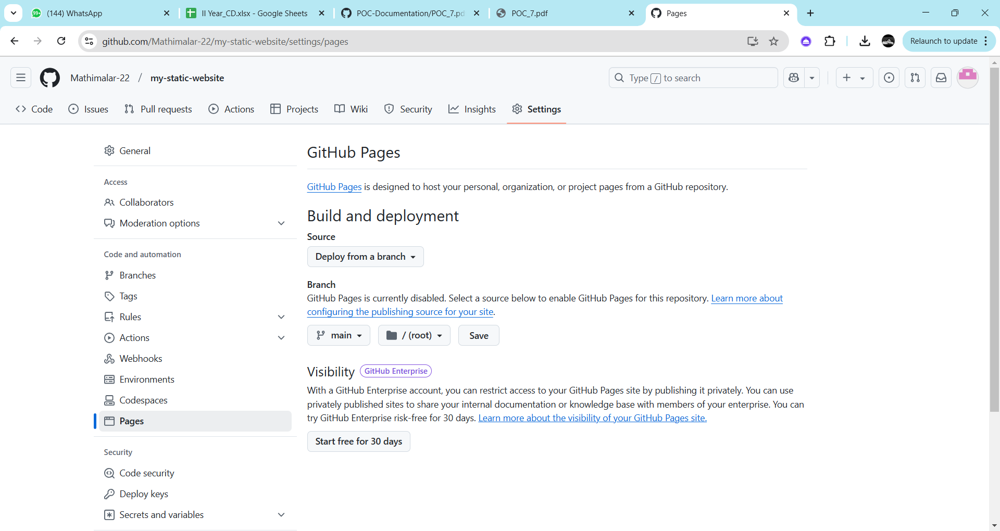 (144) WhatsApp
II Year_CD.xlsx - Google Sheets
POC-Documentation/POC_7.pd
POC_7.pdf
Pages
github.com/Mathimalar-22/my-static-website/settings/pages
Relaunch to update
Mathimalar-22 / my-static-website
Type / to search
Code
Issues
Pull requests
Actions
Projects
Wiki
Security
Insights
Settings
General
Access
Collaborators
Moderation options
Code and automation
Branches
Tags
Rules
Actions
Webhooks
Environments
Codespaces
Pages
Security
Code security
Deploy keys
Secrets and variables
GitHub Pages
GitHub Pages is designed to host your personal, organization, or project pages from a GitHub repository.
Build and deployment
Source
Deploy from a branch
Branch
GitHub Pages is currently disabled. Select a source below to enable GitHub Pages for this repository. Learn more about
configuring the publishing source for your site.
main
/ (root)
Save
Visibility GitHub Enterprise
With a GitHub Enterprise account, you can restrict access to your GitHub Pages site by publishing it privately. You can use
privately published sites to share your internal documentation or knowledge base with members of your enterprise. You can
try GitHub Enterprise risk-free for 30 days. Learn more about the visibility of your GitHub Pages site.
Start free for 30 days